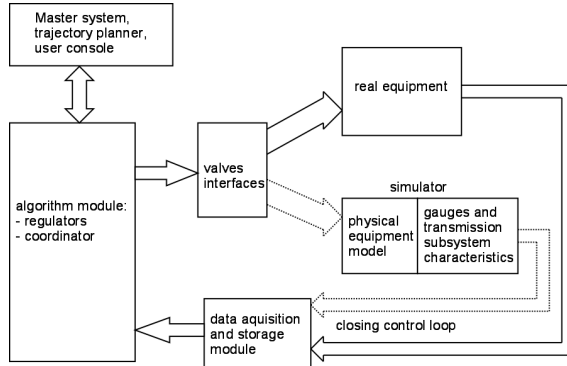 Master system,
trajectory planner,
user console
real equipment
valves
interfaces
algorithm module:
- regulators
- coordinator
simulator
physical
equipment
model
gauges and
transmission
subsystem
characteristics
data aquisition
and storage
module
closing control loop